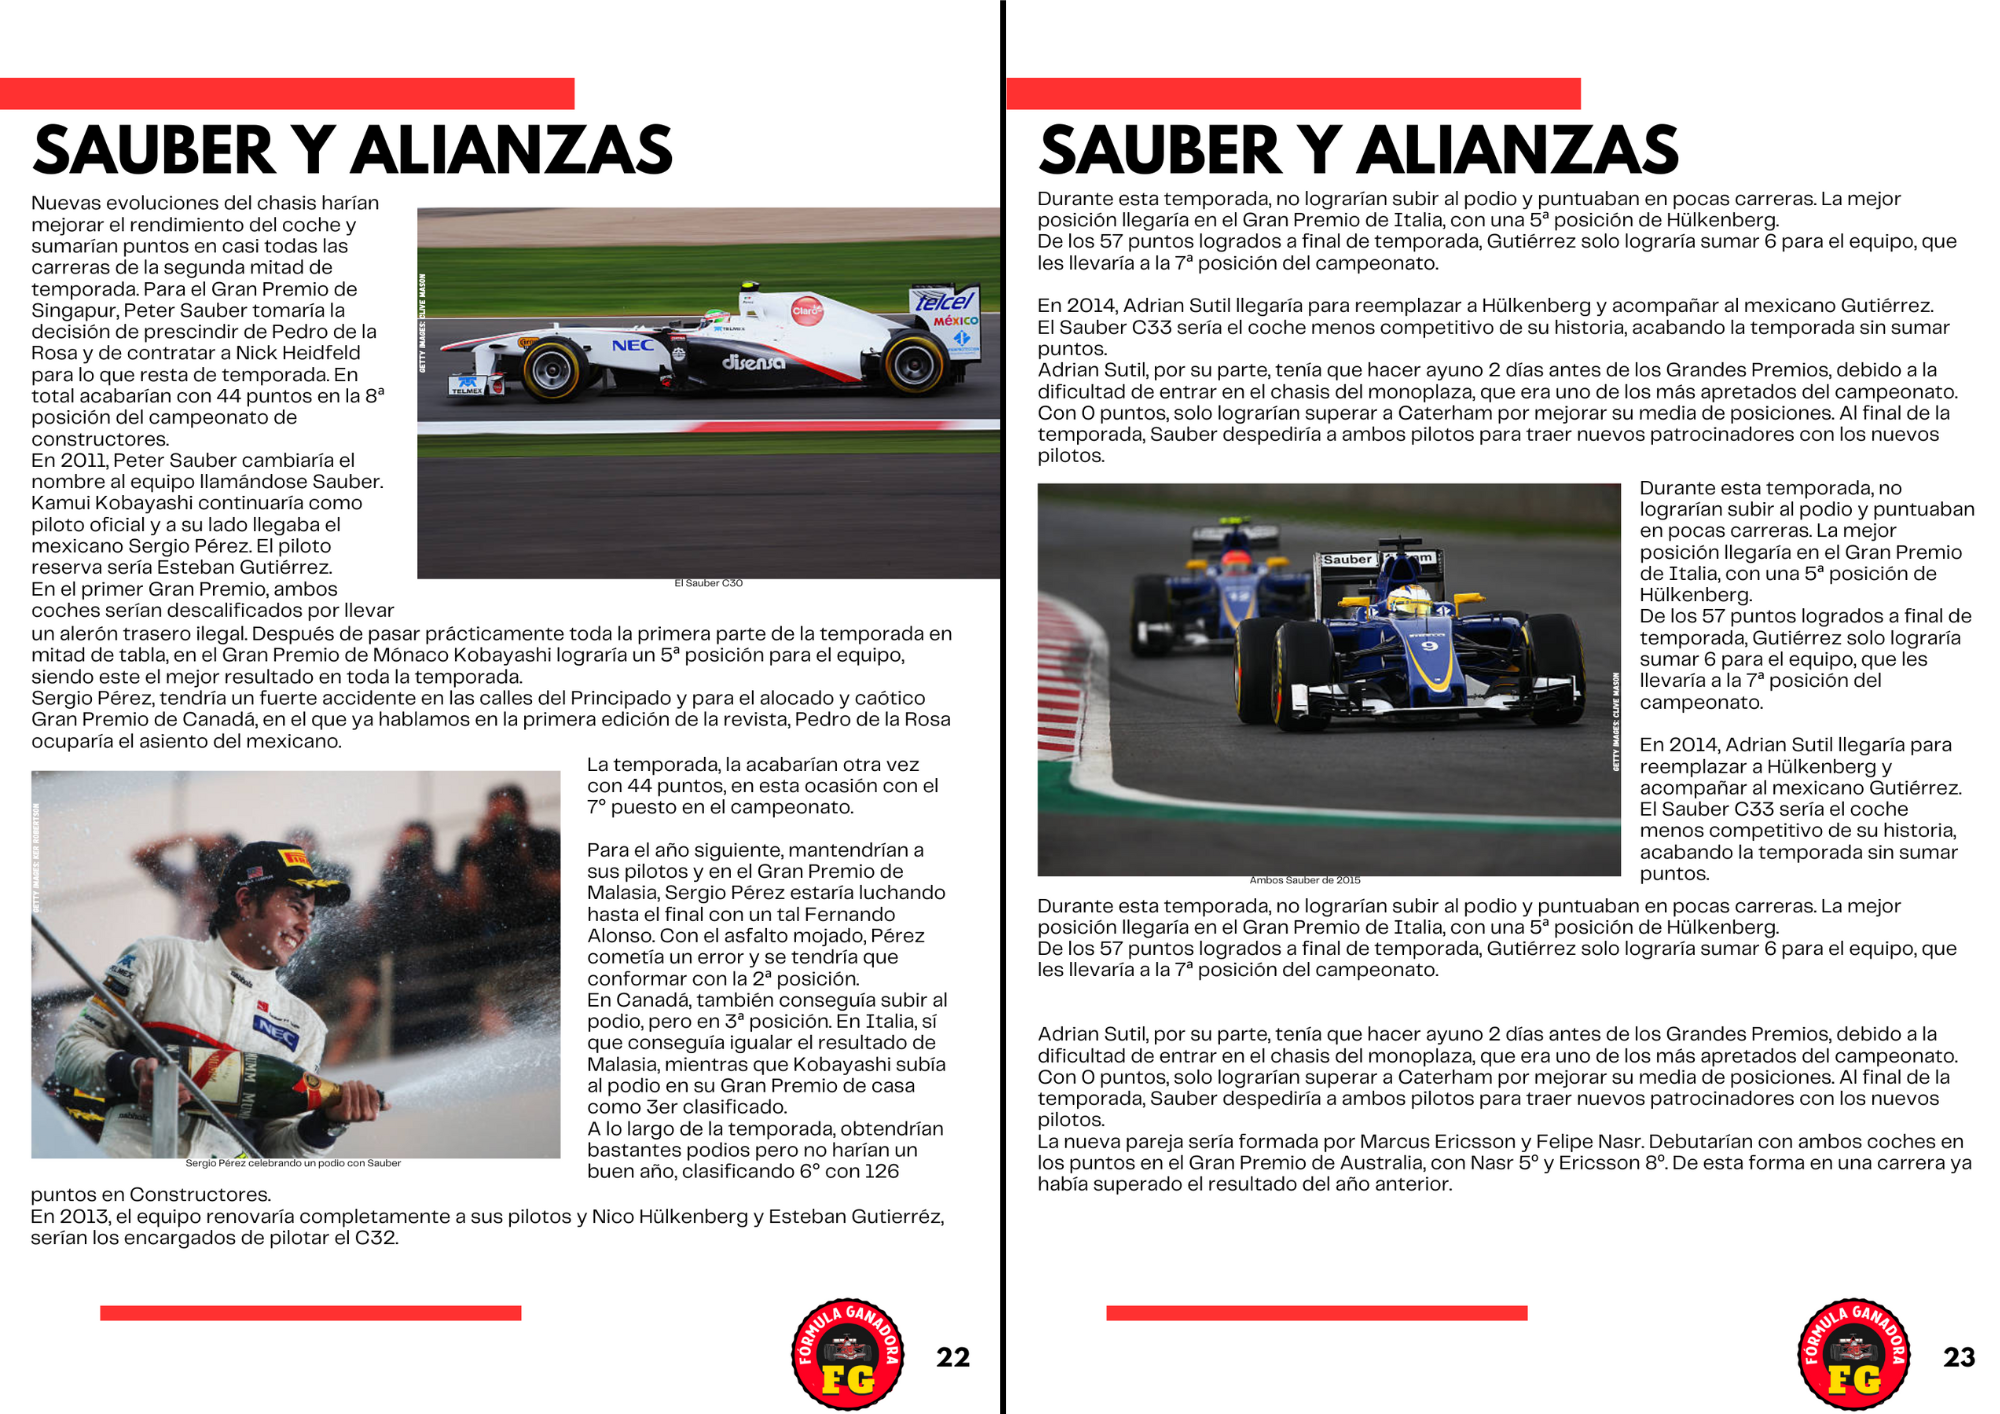 SAUBER Y ALIANZAS
Nuevas evoluciones del chasis harían
mejorar el rendimiento del coche y
sumarían puntos en casi todas las
carreras de la segunda mitad de
temporada. Para el Gran Premio de
Singapur, Peter Sauber tomaría la
decisión de prescindir de Pedro de la
Rosa y de contratar a Nick Heidfeld
para lo que resta de temporada. En
total acabarían con 44 puntos en la 8ª
posición del campeonato de
constructores.
En 2011, Peter Sauber cambiaría el
nombre al equipo llamándose Sauber.
Kamui Kobayashi continuaría como
piloto oficial y a su lado llegaba el
mexicano Sergio Pérez. El piloto
reserva sería Esteban Gutiérrez.
En el primer Gran Premio, ambos
coches serían descalificados por llevar
GETTY IMAGES: CLIVE MASON
telcel
MÉXICO
Claro
TELMEX
NEC
disensa
TELMEX
El Sauber C30
un alerón trasero ilegal. Después de pasar prácticamente toda la primera parte de la temporada en
mitad de tabla, en el Gran Premio de Mónaco Kobayashi lograría un 5ª posición para el equipo,
siendo este el mejor resultado en toda la temporada.
Sergio Pérez, tendría un fuerte accidente en las calles del Principado y para el alocado y caótico
Gran Premio de Canadá, en el que ya hablamos en la primera edición de la revista, Pedro de la Rosa
ocuparía el asiento del mexicano.
GETTY IMAGES: KEN ROBERTSON
TELMEX
NEC
MUMM
Sergio Pérez celebrando un podio con Sauber
La temporada, la acabarían otra vez
con 44 puntos, en esta ocasión con el
7º puesto en el campeonato.
Para el año siguiente, mantendrían a
sus pilotos y en el Gran Premio de
Malasia, Sergio Pérez estaría luchando
hasta el final con un tal Fernando
Alonso. Con el asfalto mojado, Pérez
cometía un error y se tendría que
conformar con la 2ª posición.
En Canadá, también conseguía subir al
podio, pero en 3ª posición. En Italia, sí
que conseguía igualar el resultado de
Malasia, mientras que Kobayashi subía
al podio en su Gran Premio de casa
como 3er clasificado.
A lo largo de la temporada, obtendrían
bastantes podios pero no harían un
buen año, clasificando 6º con 126
puntos en Constructores.
En 2013, el equipo renovaría completamente a sus pilotos y Nico Hülkenberg y Esteban Gutierréz,
serían los encargados de pilotar el C32.
FÓRMULA GANADORA
FG
22
SAUBER Y ALIANZAS
Durante esta temporada, no lograrían subir al podio y puntuaban en pocas carreras. La mejor
posición llegaría en el Gran Premio de Italia, con una 5ª posición de Hülkenberg.
De los 57 puntos logrados a final de temporada, Gutiérrez solo lograría sumar 6 para el equipo, que
les llevaría a la 7ª posición del campeonato.
En 2014, Adrian Sutil llegaría para reemplazar a Hülkenberg y acompañar al mexicano Gutiérrez.
El Sauber C33 sería el coche menos competitivo de su historia, acabando la temporada sin sumar
puntos.
Adrian Sutil, por su parte, tenía que hacer ayuno 2 días antes de los Grandes Premios, debido a la
dificultad de entrar en el chasis del monoplaza, que era uno de los más apretados del campeonato.
Con 0 puntos, solo lograrían superar a Caterham por mejorar su media de posiciones. Al final de la
temporada, Sauber despediría a ambos pilotos para traer nuevos patrocinadores con los nuevos
pilotos.
Sauber
12
9
GETTY IMAGES: CLIVE MASON
Ambos Sauber de 2015
Durante esta temporada, no
lograrían subir al podio y puntuaban
en pocas carreras. La mejor
posición llegaría en el Gran Premio
de Italia, con una 5ª posición de
Hülkenberg.
De los 57 puntos logrados a final de
temporada, Gutiérrez solo lograría
sumar 6 para el equipo, que les
llevaría a la 7ª posición del
campeonato.
En 2014, Adrian Sutil llegaría para
reemplazar a Hülkenberg y
acompañar al mexicano Gutiérrez.
El Sauber C33 sería el coche
menos competitivo de su historia,
acabando la temporada sin sumar
puntos.
Durante esta temporada, no lograrían subir al podio y puntuaban en pocas carreras. La mejor
posición llegaría en el Gran Premio de Italia, con una 5ª posición de Hülkenberg.
De los 57 puntos logrados a final de temporada, Gutiérrez solo lograría sumar 6 para el equipo, que
les llevaría a la 7ª posición del campeonato.
Adrian Sutil, por su parte, tenía que hacer ayuno 2 días antes de los Grandes Premios, debido a la
dificultad de entrar en el chasis del monoplaza, que era uno de los más apretados del campeonato.
Con 0 puntos, solo lograrían superar a Caterham por mejorar su media de posiciones. Al final de la
temporada, Sauber despediría a ambos pilotos para traer nuevos patrocinadores con los nuevos
pilotos.
La nueva pareja sería formada por Marcus Ericsson y Felipe Nasr. Debutarían con ambos coches en
los puntos en el Gran Premio de Australia, con Nasr 5º y Ericsson 8º. De esta forma en una carrera ya
había superado el resultado del año anterior.
FÓRMULA GANADORA
FG
23